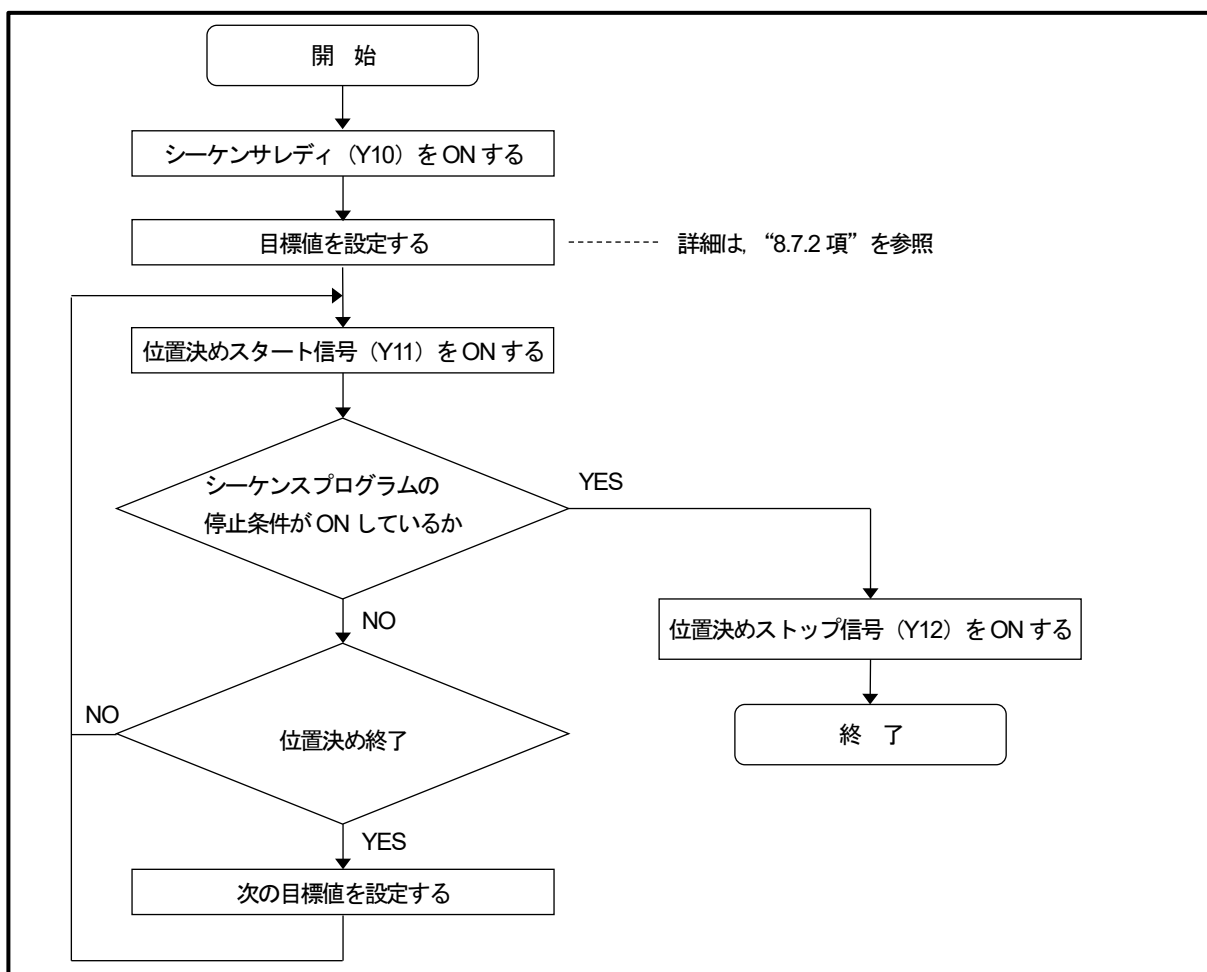 開 始
シーケンサレディ（Y10）を ON する
目標値を設定する
詳細は，“8.7.2 項”を参照
位置決めスタート信号（Y11）を ON する
シーケンスプログラムの
停止条件が ON しているか
YES
NO
位置決めストップ信号（Y12）を ON する
NO
位置決め終了
終 了
YES
次の目標値を設定する